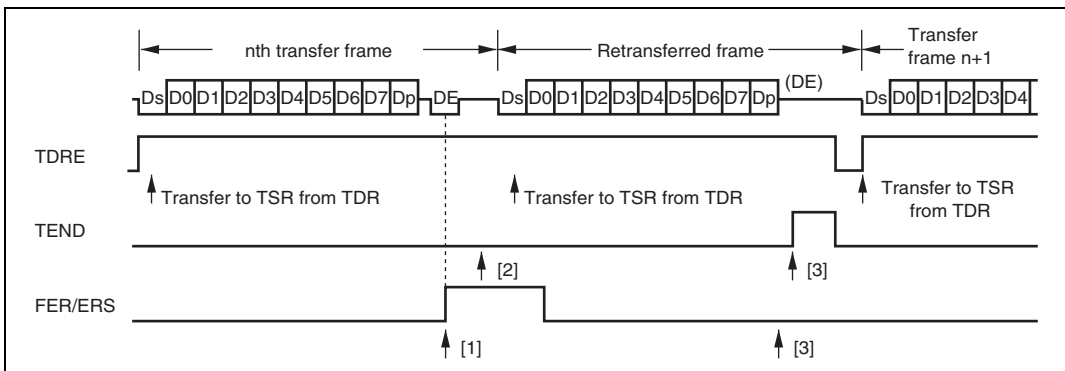 nth transfer frame
Retransferred frame
Transfer
frame n+1
Ds D0 D1 D2 D3 D4 D5 D6 D7 Dp DE
Ds D0 D1 D2 D3 D4 D5 D6 D7 Dp (DE)
Ds D0 D1 D2 D3 D4
TDRE
Transfer to TSR from TDR
Transfer to TSR from TDR
Transfer to TSR
from TDR
TEND
[2]
[3]
FER/ERS
[1]
[3]